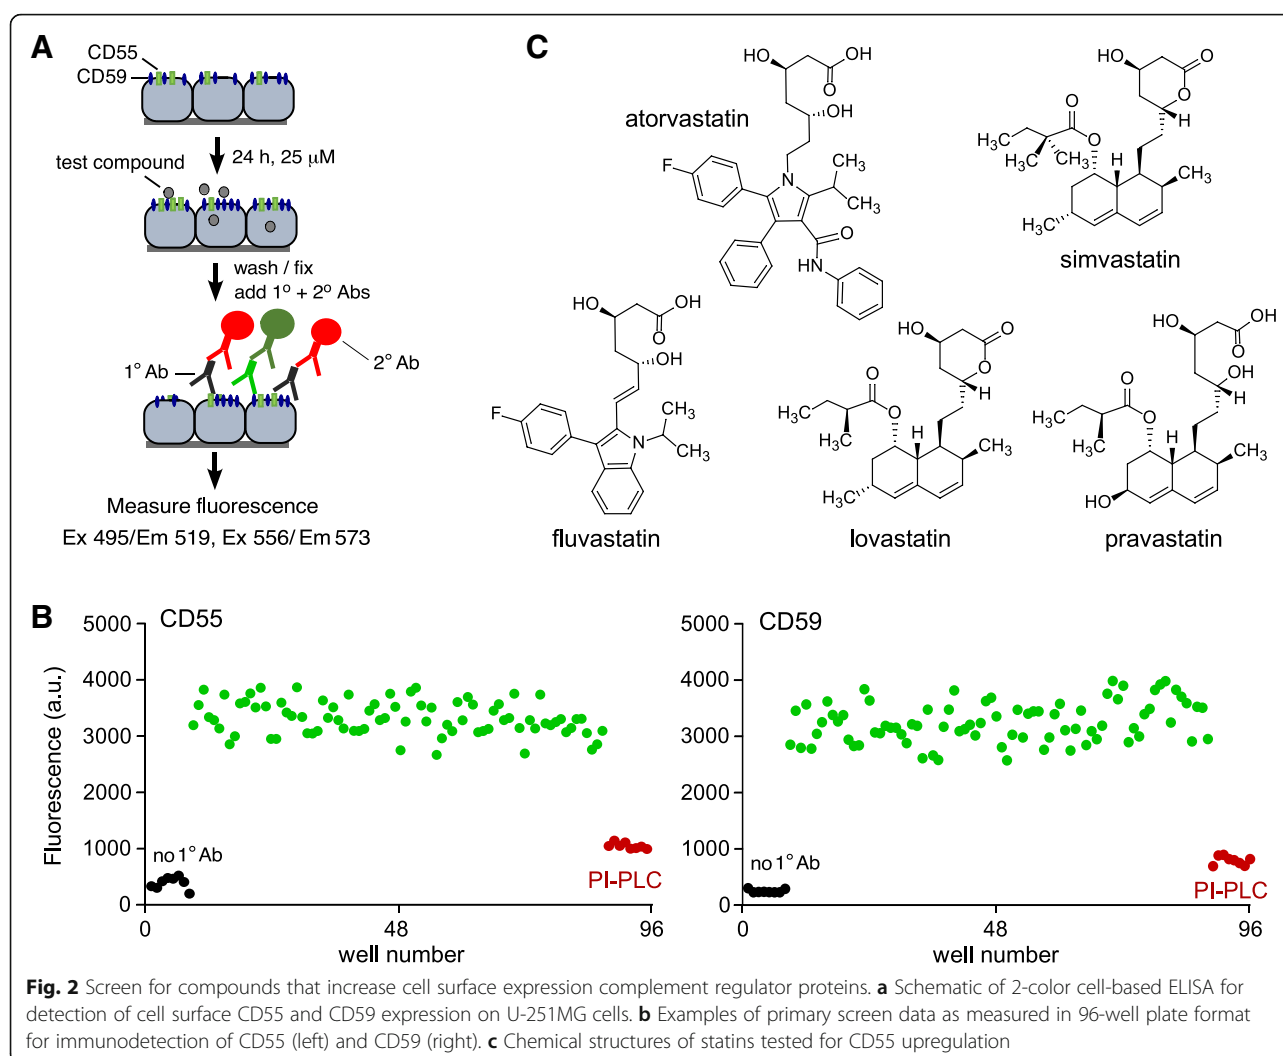 A
CD55
CD59
24 h, 25 μM
test compound
wash / fix
add 1° + 2° Abs
1° Ab
2° Ab
Measure fluorescence
Ex 495/Em 519, Ex 556/ Em 573
C
HO
OH
O
OH
atorvastatin
F
N
CH3
CH3
O
HN
HO
O
O
H
O
O
H3C
H3C
CH3
H
CH3
H3C
simvastatin
HO
OH
O
OH
F
N
CH3
CH3
fluvastatin
HO
O
O
H
O
O
H3C
CH3
H
CH3
H3C
lovastatin
HO
OH
O
OH
H
O
O
H3C
CH3
H
CH3
HO
pravastatin
B
CD55
5000
4000
3000
2000
1000
0
Fluorescence (a.u.)
no 1° Ab
PI-PLC
0
48
96
well number
CD59
5000
4000
3000
2000
1000
0
no 1° Ab
PI-PLC
0
48
96
well number
Fig. 2 Screen for compounds that increase cell surface expression complement regulator proteins. a Schematic of 2-color cell-based ELISA for
detection of cell surface CD55 and CD59 expression on U-251MG cells. b Examples of primary screen data as measured in 96-well plate format
for immunodetection of CD55 (left) and CD59 (right). c Chemical structures of statins tested for CD55 upregulation